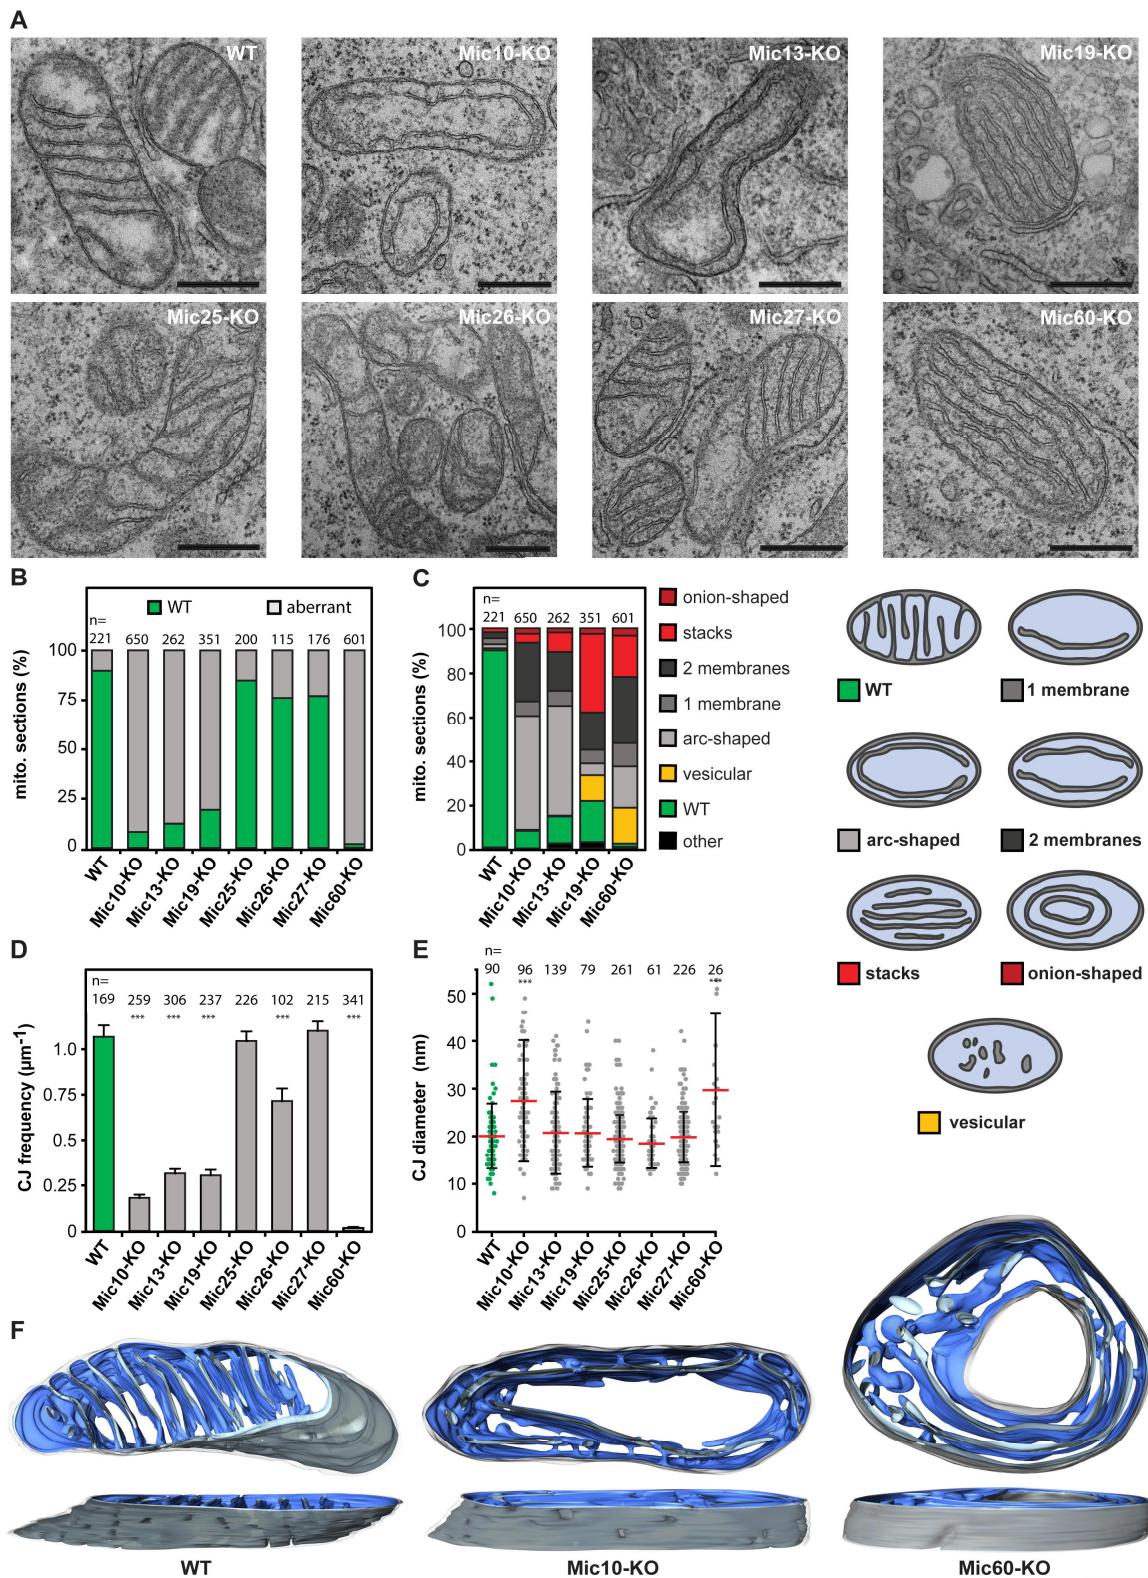 A
WT
Mic10-KO
Mic13-KO
Mic19-KO
Mic25-KO
Mic26-KO
Mic27-KO
Mic60-KO
B
WT
aberrant
n=
221 650 262 351 200 115 176 601
mito. sections (%)
100
75
50
25
0
WT
Mic10-KO
Mic13-KO
Mic19-KO
Mic25-KO
Mic26-KO
Mic27-KO
Mic60-KO
C
n=
221 650 262 351 601
mito. sections (%)
100
80
60
40
20
0
WT
Mic10-KO
Mic13-KO
Mic19-KO
Mic60-KO
onion-shaped
stacks
2 membranes
1 membrane
arc-shaped
vesicular
WT
other
WT
1 membrane
arc-shaped
2 membranes
stacks
onion-shaped
vesicular
D
n=
169 259 306 237 226 102 215 341
*** *** *** *** ***
CJ frequency (µm-1)
1.0
0.75
0.5
0.25
0
WT
Mic10-KO
Mic13-KO
Mic19-KO
Mic25-KO
Mic26-KO
Mic27-KO
Mic60-KO
E
n=
90 96 139 79 261 61 226 26
*** ***
CJ diameter (nm)
50
40
30
20
10
0
WT
Mic10-KO
Mic13-KO
Mic19-KO
Mic25-KO
Mic26-KO
Mic27-KO
Mic60-KO
F
WT
Mic10-KO
Mic60-KO